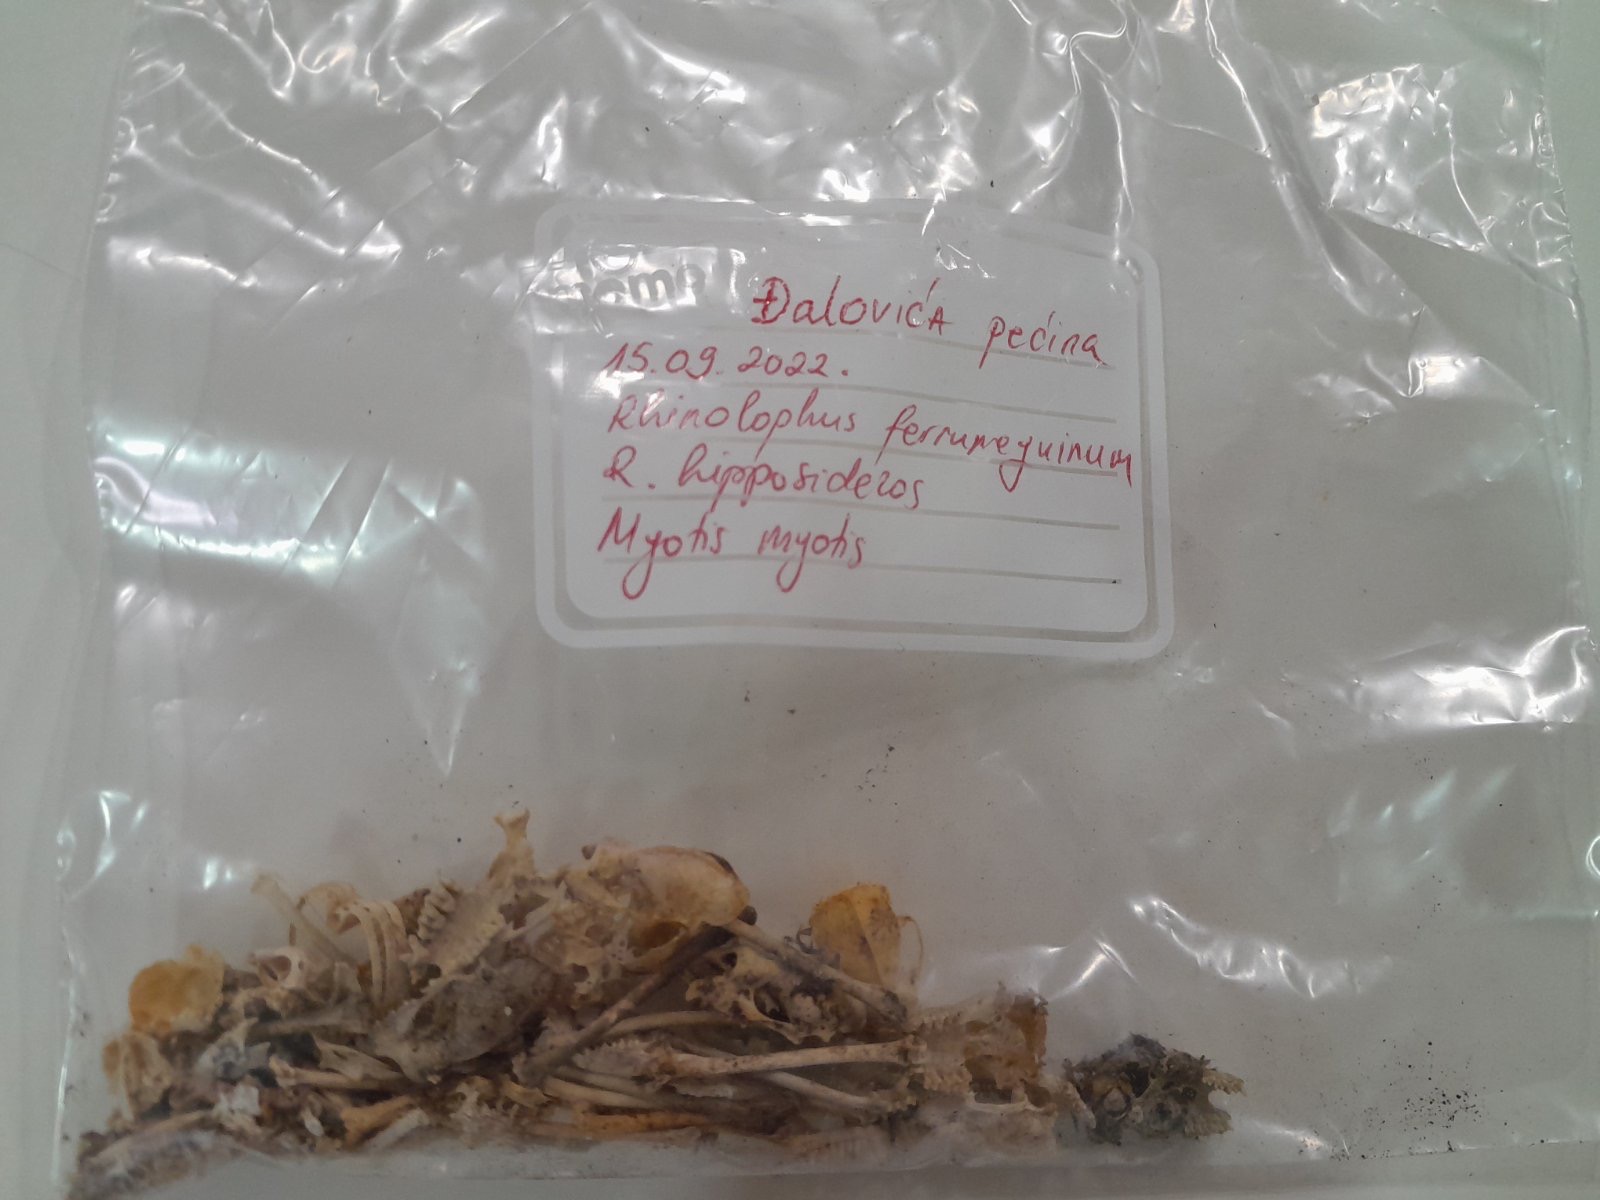 Đalovića pećina
15.09.2022.
Rhinolophus ferrumequinum
R. hipposideros
Myotis myotis